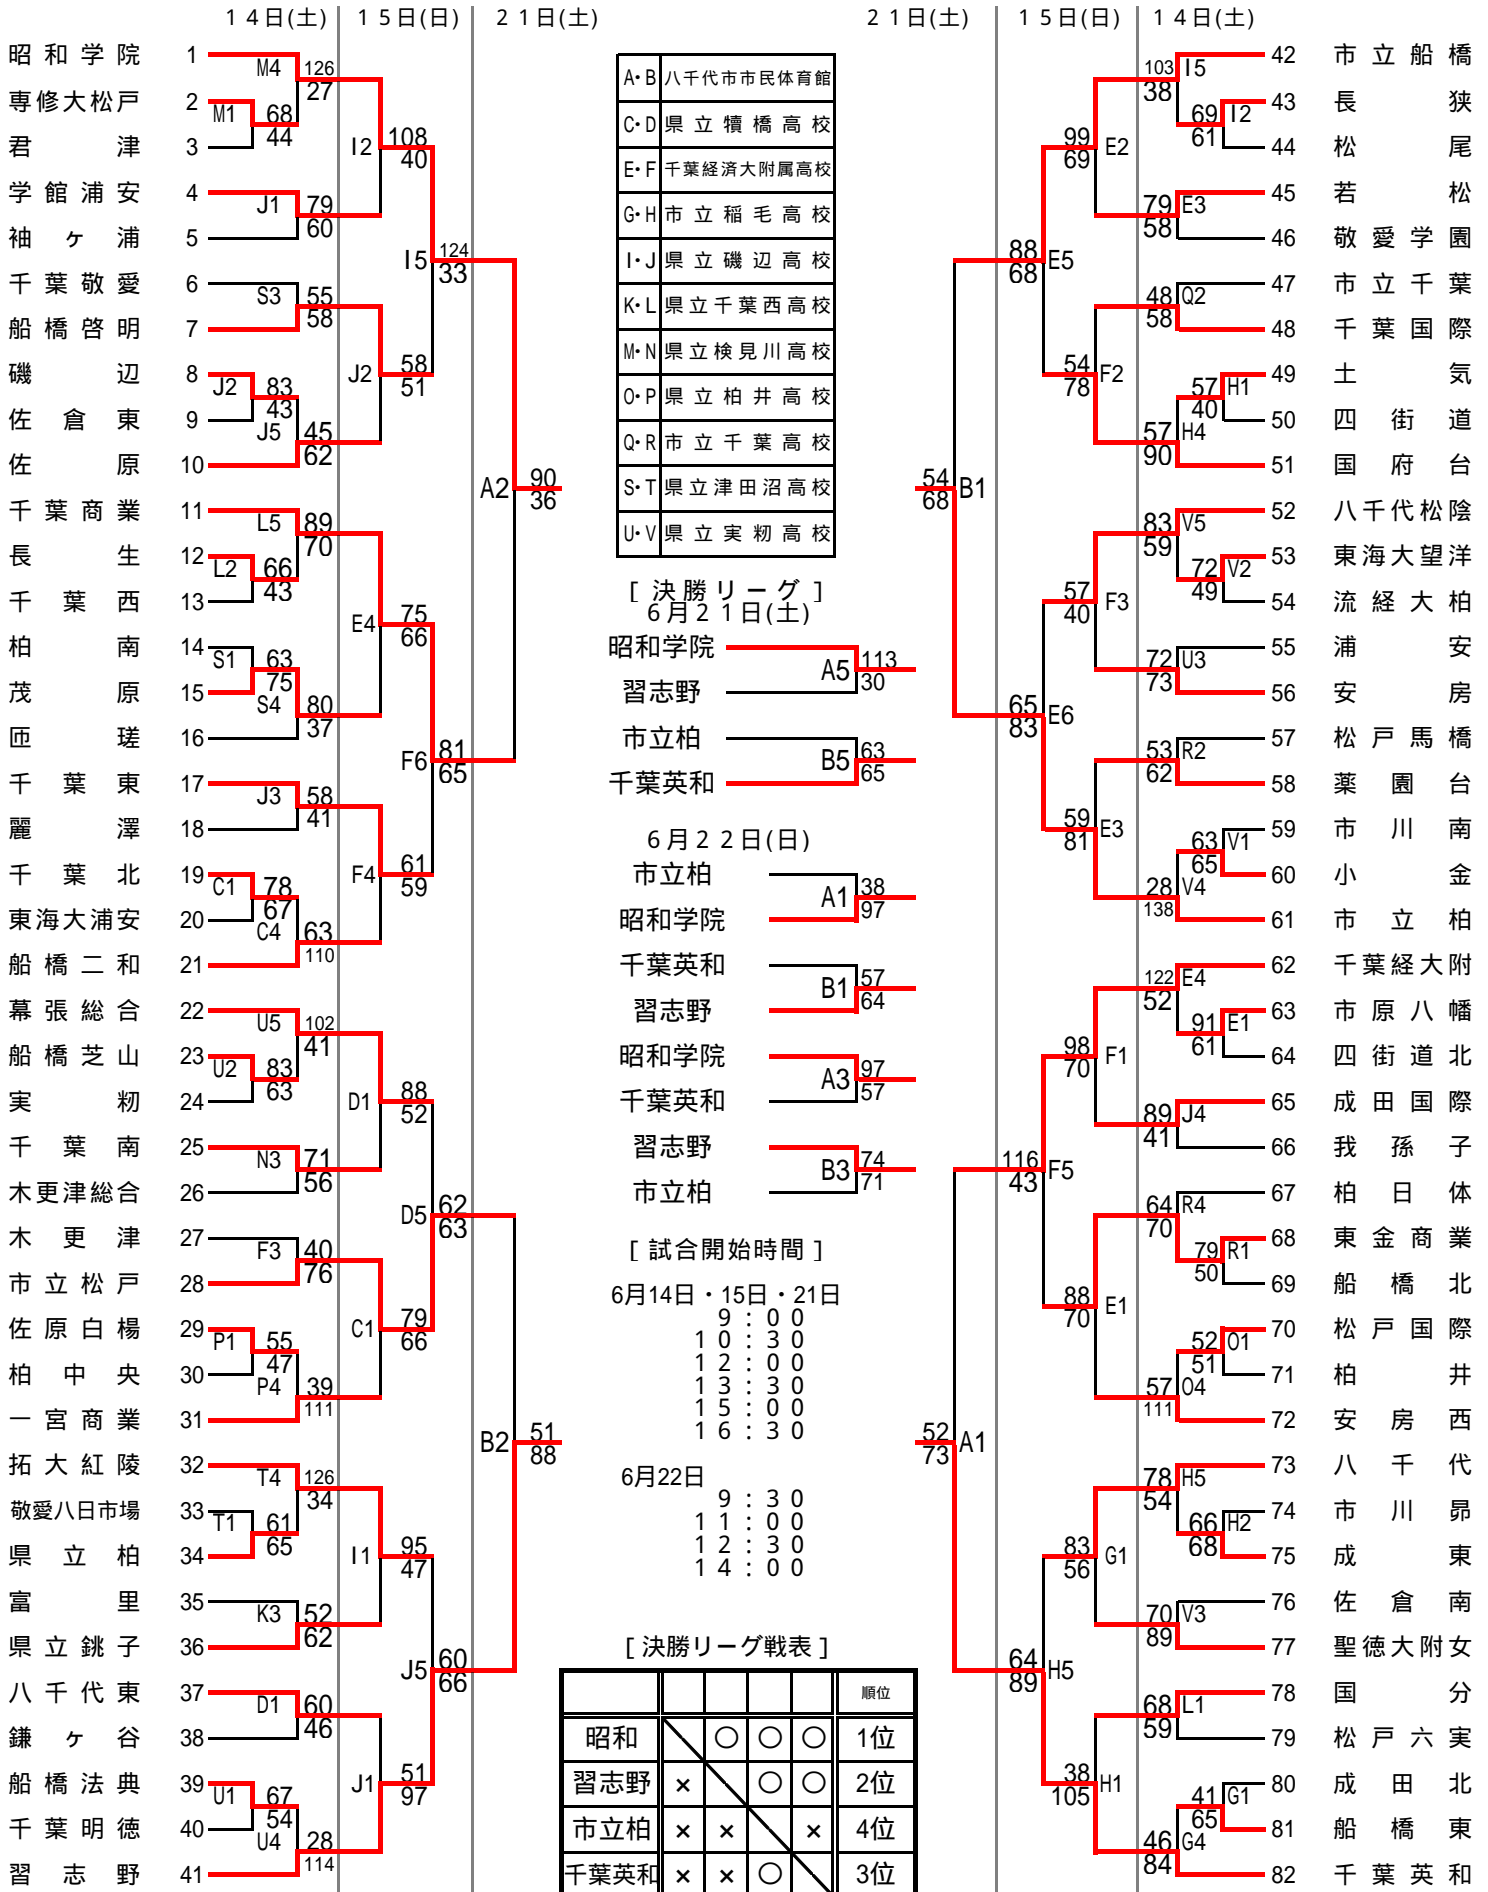 14日(土) 15日(日) 21日(土) 21日(土) 15日(日) 14日(土)
昭和学院 1
専修大松戸 2
君津 3
学館浦安 4
袖ヶ浦 5
千葉敬愛 6
船橋啓明 7
磯辺 8
佐倉東 9
佐原 10
千葉商業 11
長生 12
千葉西 13
柏南 14
茂原 15
匝瑳 16
千葉東 17
麗澤 18
千葉北 19
東海大浦安 20
船橋二和 21
幕張総合 22
船橋芝山 23
実籾 24
千葉南 25
木更津総合 26
木更津 27
市立松戸 28
佐原白楊 29
柏中央 30
一宮商業 31
拓大紅陵 32
敬愛八日市場 33
県立柏 34
富里 35
県立銚子 36
八千代東 37
鎌ヶ谷 38
船橋法典 39
千葉明徳 40
習志野 41
M4 126 27
M1 68 44
J1 79 60
S3 55 58
J2 83 43
J5 45 62
L5 89 70
L2 66 43
S1 63 75
S4 80 37
J3 58 41
C1 78 67
C4 63 110
U5 102 41
U2 83 63
N3 71 56
F3 40 76
P1 55 47
P4 39 111
T4 126 34
T1 61 65
K3 52 62
D1 60 46
U1 67 54
U4 28 114
I2 108 40
J2 58 51
E4 75 66
F4 61 59
D1 88 52
C1 79 66
I1 95 47
J1 51 97
I5 124 33
F6 81 65
D5 62 63
J5 60 66
A2 90 36
B2 51 88
A・B 八千代市市民体育館
C・D 県立犢橋高校
E・F 千葉経済大附属高校
G・H 市立稲毛高校
I・J 県立磯辺高校
K・L 県立千葉西高校
M・N 県立検見川高校
O・P 県立柏井高校
Q・R 市立千葉高校
S・T 県立津田沼高校
U・V 県立実籾高校
[決勝リーグ]
6月21日(土)
昭和学院
A5 113 30
習志野
市立柏
B5 63 65
千葉英和
6月22日(日)
市立柏
A1 38 97
昭和学院
千葉英和
B1 57 64
習志野
昭和学院
A3 97 57
千葉英和
習志野
B3 74 71
市立柏
[試合開始時間]
6月14日・15日・21日
9:00
10:30
12:00
13:30
15:00
16:30
6月22日
9:30
11:00
12:30
14:00
[決勝リーグ戦表]
順位
昭和 ○ ○ ○ 1位
習志野 × ○ ○ 2位
市立柏 × × × 4位
千葉英和 × × ○ 3位
54 68 B1
52 73 A1
88 68 E5
65 83 E6
116 43 F5
64 89 H5
99 69 E2
54 78 F2
57 40 F3
59 81 E3
98 70 F1
88 70 E1
83 56 G1
38 105 H1
103 38 I5
69 61 I2
79 58 E3
48 58 Q2
57 40 H1
57 90 H4
83 59 V5
72 49 V2
72 73 U3
53 62 R2
63 65 V1
28 138 V4
122 52 E4
91 61 E1
89 41 J4
64 70 R4
79 50 R1
52 51 O1
57 111 O4
78 54 H5
66 68 H2
70 89 V3
68 59 L1
41 65 G1
46 84 G4
42 市立船橋
43 長狭
44 松尾
45 若松
46 敬愛学園
47 市立千葉
48 千葉国際
49 土気
50 四街道
51 国府台
52 八千代松陰
53 東海大望洋
54 流経大柏
55 浦安
56 安房
57 松戸馬橋
58 薬園台
59 市川南
60 小金
61 市立柏
62 千葉経大附
63 市原八幡
64 四街道北
65 成田国際
66 我孫子
67 柏日体
68 東金商業
69 船橋北
70 松戸国際
71 柏井
72 安房西
73 八千代
74 市川昴
75 成東
76 佐倉南
77 聖徳大附女
78 国分
79 松戸六実
80 成田北
81 船橋東
82 千葉英和